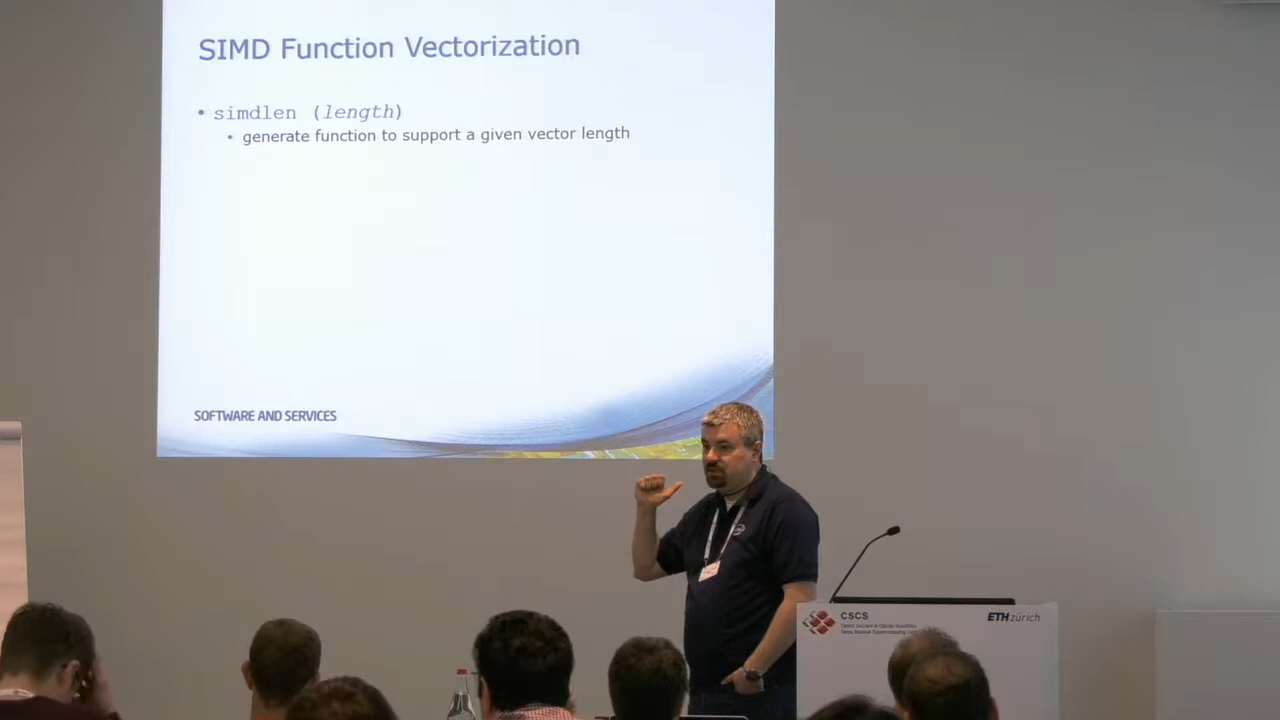 SIMD Function Vectorization
• simdlen (length)
• generate function to support a given vector length
SOFTWARE AND SERVICES
CSCS
ETH zürich